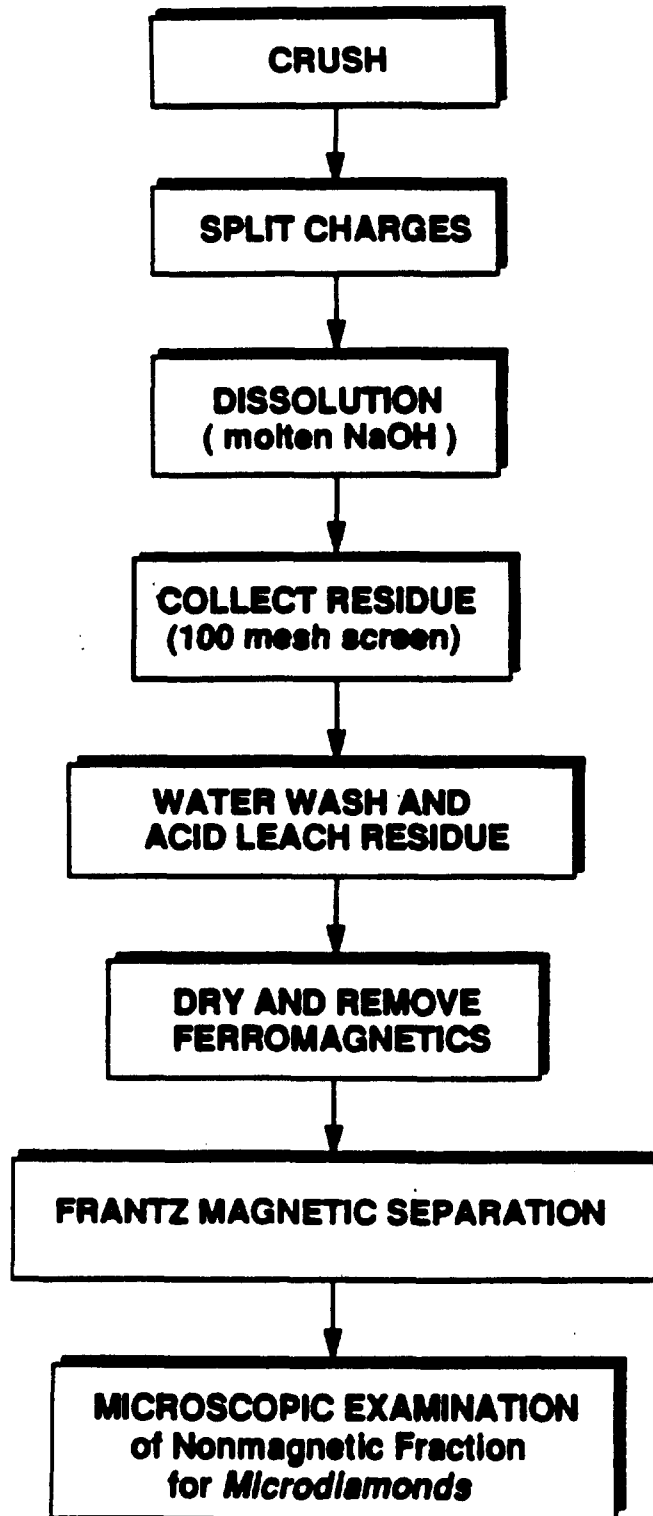 CRUSH
SPLIT CHARGES
DISSOLUTION
( molten NaOH )
COLLECT RESIDUE
(100 mesh screen)
WATER WASH AND
ACID LEACH RESIDUE
DRY AND REMOVE
FERROMAGNETICS
FRANTZ MAGNETIC SEPARATION
MICROSCOPIC EXAMINATION
of Nonmagnetic Fraction
for Microdiamonds